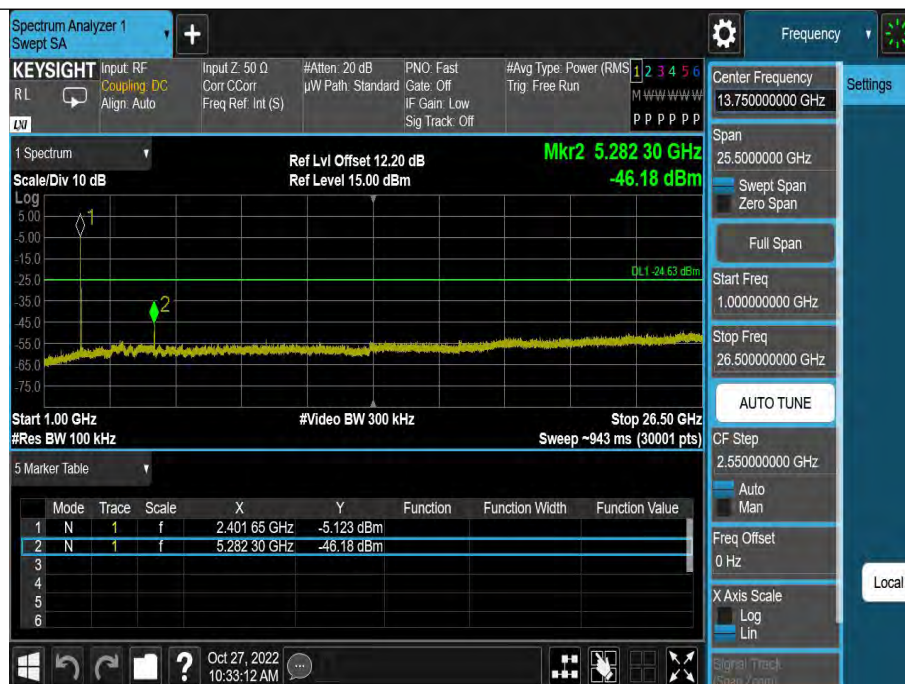 Spectrum Analyzer 1
Swept SA
+
Frequency
KEYSIGHT
RL
LXI
Input: RF
Coupling: DC
Align: Auto
Input Z: 50 Ω
Corr CCorr
Freq Ref: Int (S)
#Atten: 20 dB
µW Path: Standard
PNO: Fast
Gate: Off
IF Gain: Low
Sig Track: Off
#Avg Type: Power (RMS
Trig: Free Run
1 2 3 4 5 6
M W W W W W
P P P P P P
Center Frequency
13.750000000 GHz
Settings
Span
25.5000000 GHz
Swept Span
Zero Span
Full Span
Start Freq
1.000000000 GHz
Stop Freq
26.500000000 GHz
AUTO TUNE
CF Step
2.550000000 GHz
Auto
Man
Freq Offset
0 Hz
X Axis Scale
Log
Lin
Signal Track
(Span Zoom)
Local
1 Spectrum
Scale/Div 10 dB
Ref Lvl Offset 12.20 dB
Ref Level 15.00 dBm
Mkr2 5.282 30 GHz
-46.18 dBm
Log
5.00
-5.00
-15.0
-25.0
-35.0
-45.0
-55.0
-65.0
-75.0
1
2
DL1 -24.63 dBm
Start 1.00 GHz
#Res BW 100 kHz
#Video BW 300 kHz
Stop 26.50 GHz
Sweep ~943 ms (30001 pts)
5 Marker Table
Mode Trace Scale X Y Function Function Width Function Value
1 N 1 f 2.401 65 GHz -5.123 dBm
2 N 1 f 5.282 30 GHz -46.18 dBm
3
4
5
6
?
Oct 27, 2022
10:33:12 AM